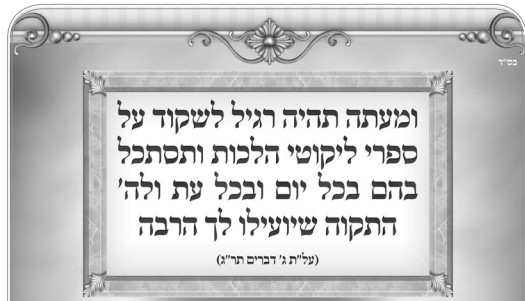 בס"ד
ומעתה תהיה רגיל לשקוד על
ספרי ליקוטי הלכות ותסתכל
בהם בכל יום ובכל עת ולה'
התקוה שיועילו לך הרבה
(על"ת ג' דברים תר"ג)